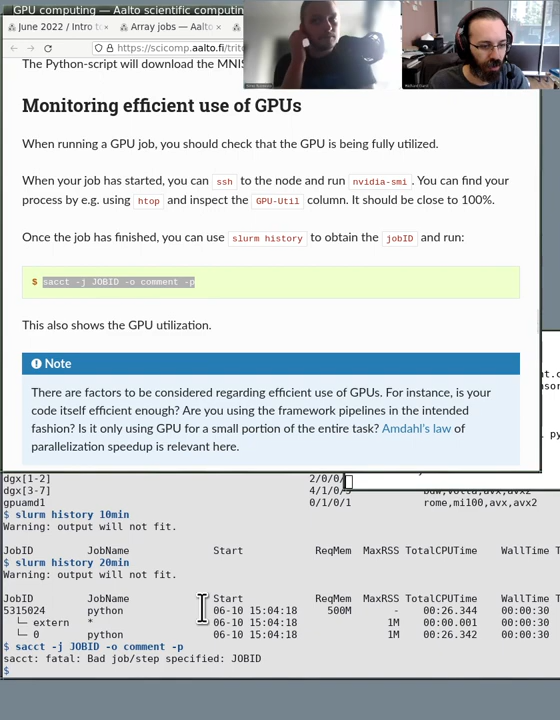 GPU computing — Aalto scientific computing
June 2022 / Intro t
Array jobs — Aalto
https://scicomp.aalto.fi/trito
The Python-script will download the MNIS
Monitoring efficient use of GPUs
When running a GPU job, you should check that the GPU is being fully utilized.
When your job has started, you can ssh to the node and run nvidia-smi. You can find your
process by e.g. using htop and inspect the GPU-Util column. It should be close to 100%.
Once the job has finished, you can use slurm history to obtain the jobID and run:
$ sacct -j JOBID -o comment -p
This also shows the GPU utilization.
Note
There are factors to be considered regarding efficient use of GPUs. For instance, is your
code itself efficient enough? Are you using the framework pipelines in the intended
fashion? Is it only using GPU for a small portion of the entire task? Amdahl's law of
parallelization speedup is relevant here.
dgx[1-2] 2/0/0/
dgx[3-7] 4/1/0/5
gpuamd1 0/1/0/1 rome,mi100,avx,avx2
$ slurm history 10min
Warning: output will not fit.
JobID JobName Start ReqMem MaxRSS TotalCPUTime WallTime T
$ slurm history 20min
Warning: output will not fit.
JobID JobName Start ReqMem MaxRSS TotalCPUTime WallTime T
5315024 python 06-10 15:04:18 500M - 00:26.344 00:00:30
└─ extern * 06-10 15:04:18 1M 00:00.001 00:00:30
└─ 0 python 06-10 15:04:18 1M 00:26.342 00:00:30
$ sacct -j JOBID -o comment -p
sacct: fatal: Bad job/step specified: JOBID
$